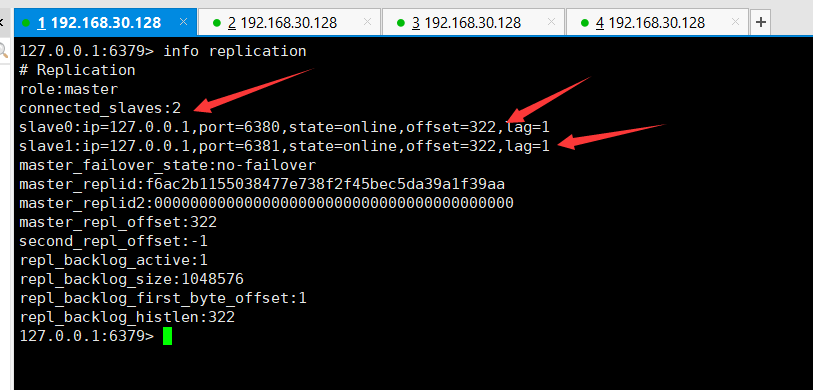 1 192.168.30.128 2 192.168.30.128 3 192.168.30.128 4 192.168.30.128
127.0.0.1:6379> info replication
# Replication
role:master
connected_slaves:2
slave0:ip=127.0.0.1,port=6380,state=online,offset=322,lag=1
slave1:ip=127.0.0.1,port=6381,state=online,offset=322,lag=1
master_failover_state:no-failover
master_replid:f6ac2b1155038477e738f2f45bec5da39a1f39aa
master_replid2:0000000000000000000000000000000000000000
master_repl_offset:322
second_repl_offset:-1
repl_backlog_active:1
repl_backlog_size:1048576
repl_backlog_first_byte_offset:1
repl_backlog_histlen:322
127.0.0.1:6379>